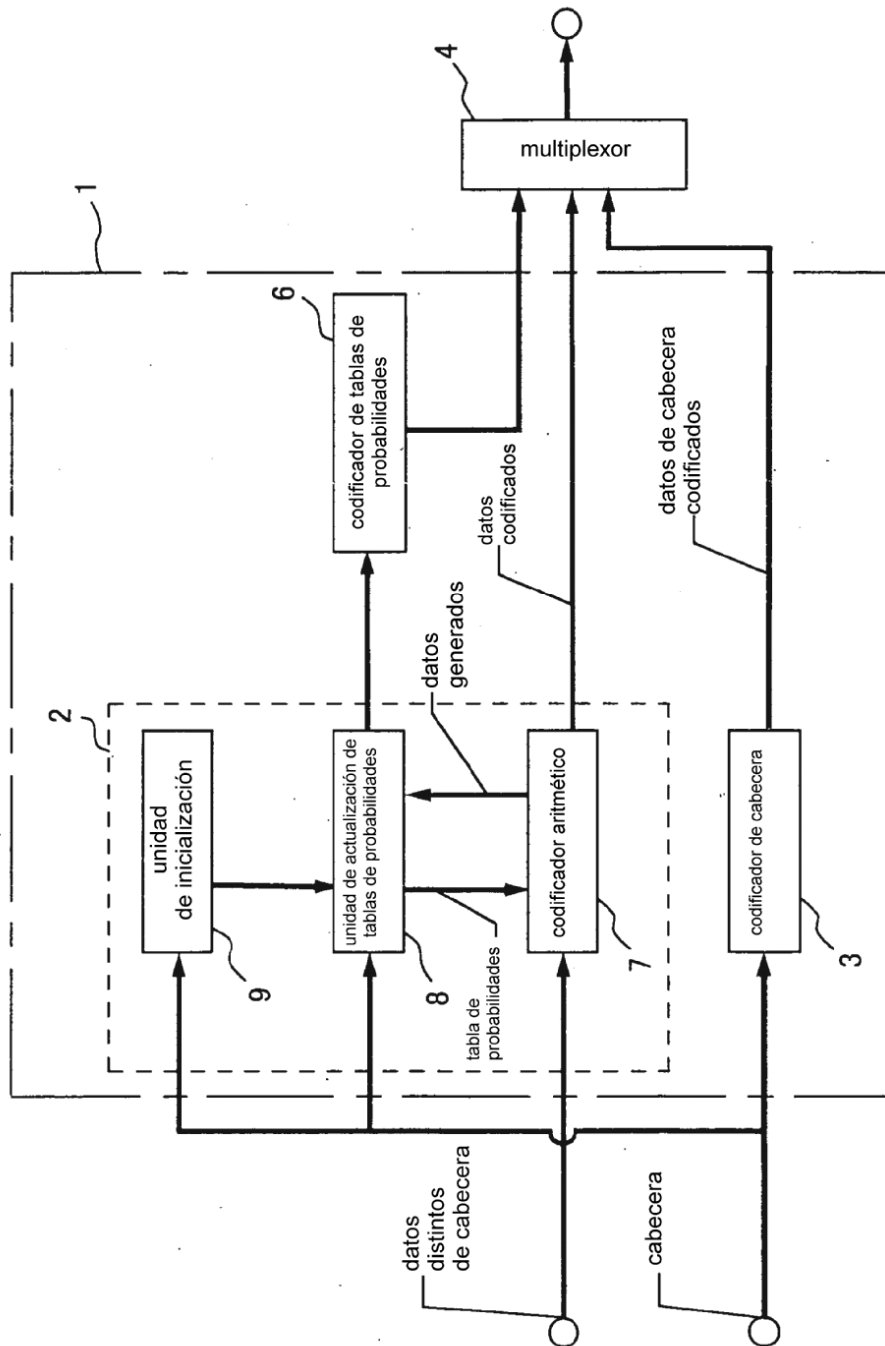 1
4
multiplexor
6
codificador de tablas de
probabilidades
2
unidad
de inicialización
9
unidad de actualización de
tablas de probabilidades
8
tabla de
probabilidades
datos
generados
codificador aritmético
7
datos
codificados
codificador de cabecera
3
datos de cabecera
codificados
datos
distintos
de cabecera
cabecera